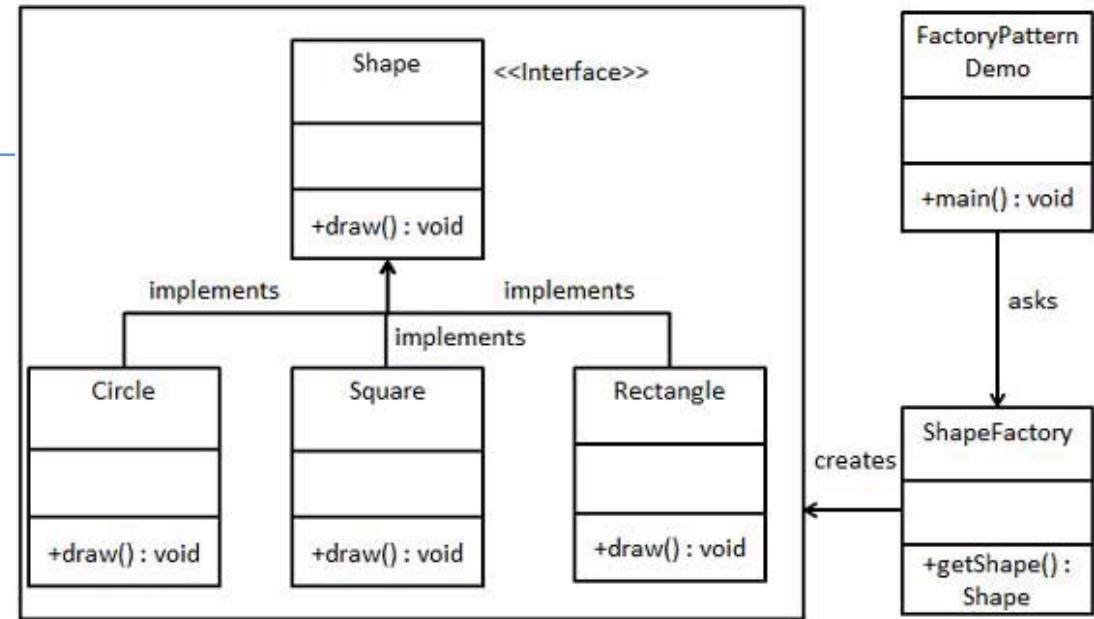 Shape
<<Interface>>
+draw() : void
implements
implements
implements
Circle
+draw() : void
Square
+draw() : void
Rectangle
+draw() : void
FactoryPattern
Demo
+main() : void
asks
ShapeFactory
+getShape() :
Shape
creates